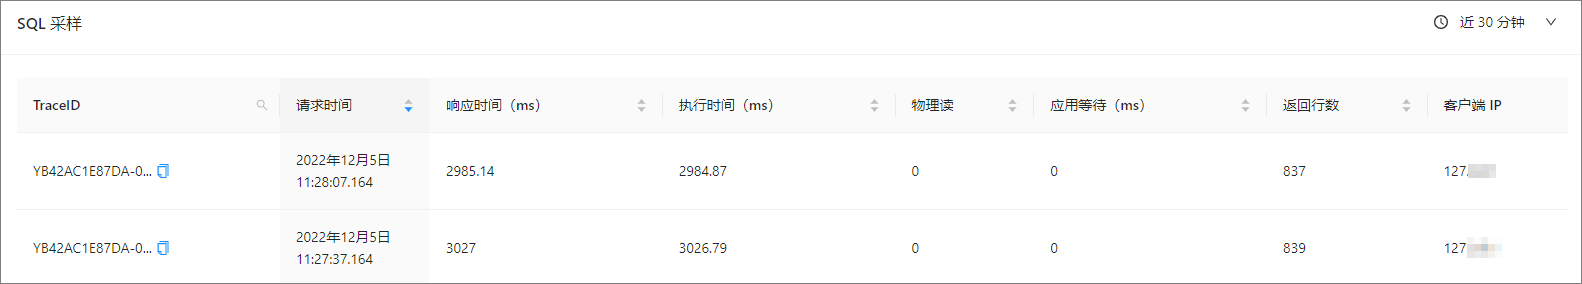 SQL 采样
近 30 分钟
TraceID 请求时间 响应时间（ms） 执行时间（ms） 物理读 应用等待（ms） 返回行数 客户端 IP
YB42AC1E87DA-0... 2022年12月5日 11:28:07.164 2985.14 2984.87 0 0 837 127.
YB42AC1E87DA-0... 2022年12月5日 11:27:37.164 3027 3026.79 0 0 839 127